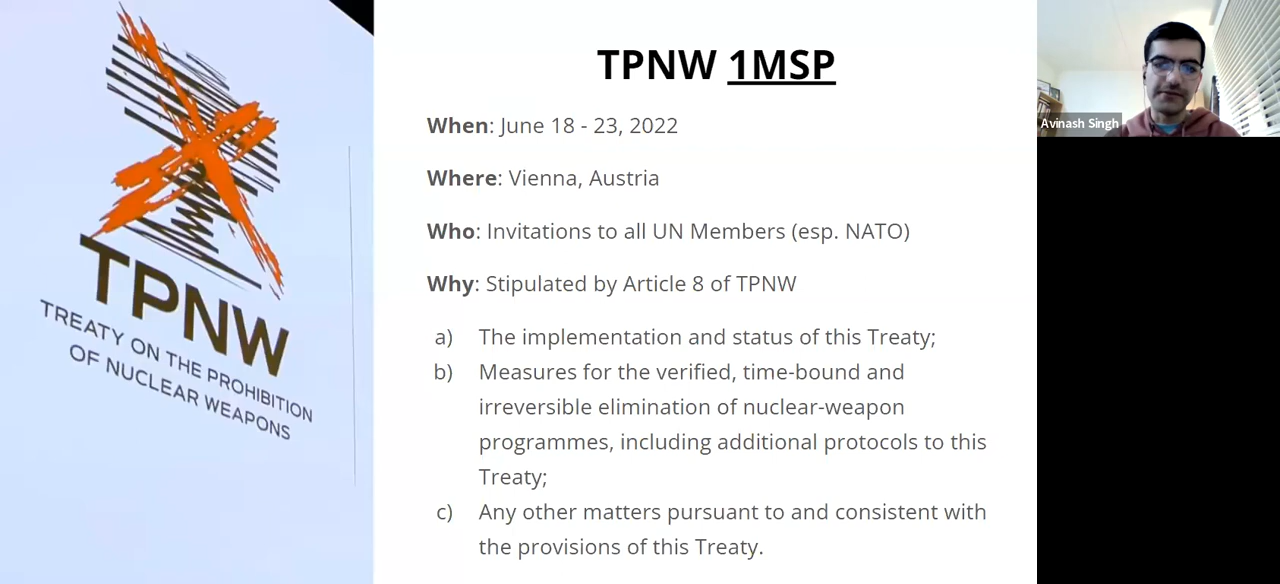 TPNW
TREATY ON THE PROHIBITION
OF NUCLEAR WEAPONS
TPNW 1MSP
When: June 18 - 23, 2022
Where: Vienna, Austria
Who: Invitations to all UN Members (esp. NATO)
Why: Stipulated by Article 8 of TPNW
a) The implementation and status of this Treaty;
b) Measures for the verified, time-bound and
irreversible elimination of nuclear-weapon
programmes, including additional protocols to this
Treaty;
c) Any other matters pursuant to and consistent with
the provisions of this Treaty.
Avinash Singh